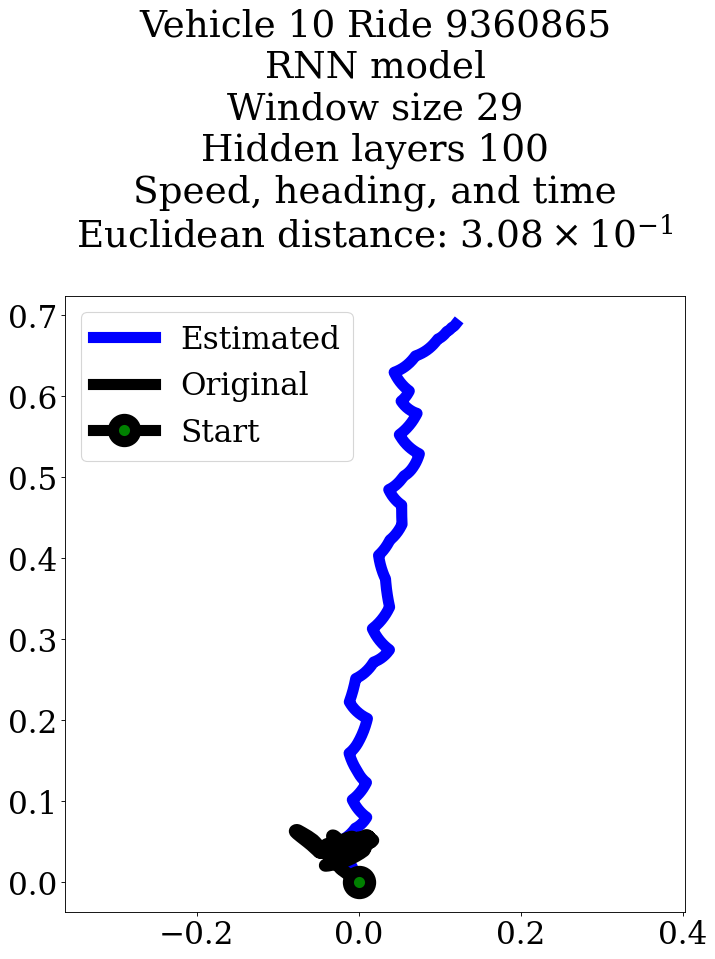 Vehicle 10 Ride 9360865
RNN model
Window size 29
Hidden layers 100
Speed, heading, and time
Euclidean distance: 3.08 × 10⁻¹
Estimated
Original
Start
0.7
0.6
0.5
0.4
0.3
0.2
0.1
0.0
−0.2 0.0 0.2 0.4